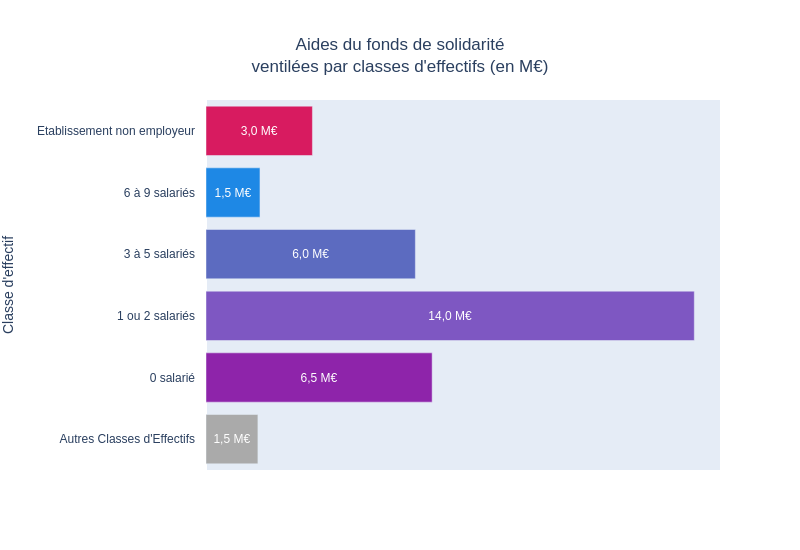 Aides du fonds de solidarité
ventilées par classes d'effectifs (en M€)
Classe d'effectif
Etablissement non employeur
3,0 M€
6 à 9 salariés
1,5 M€
3 à 5 salariés
6,0 M€
1 ou 2 salariés
14,0 M€
0 salarié
6,5 M€
Autres Classes d'Effectifs
1,5 M€